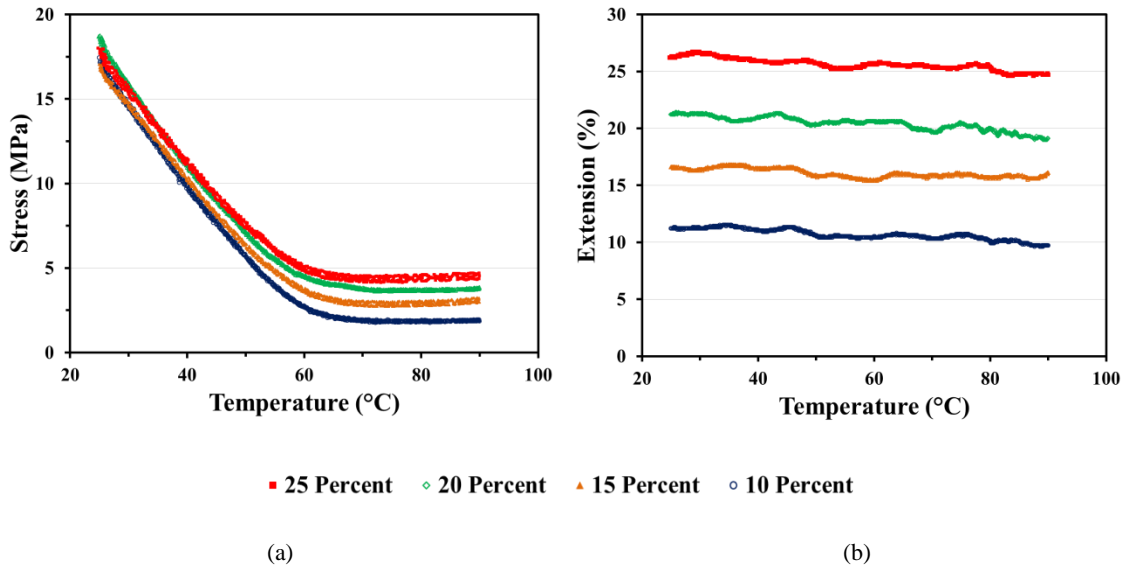 20
15
10
5
0
Stress (MPa)
20 40 60 80 100
Temperature (°C)
30
25
20
15
10
5
0
Extension (%)
20 40 60 80 100
Temperature (°C)
25 Percent 20 Percent 15 Percent 10 Percent
(a) (b)